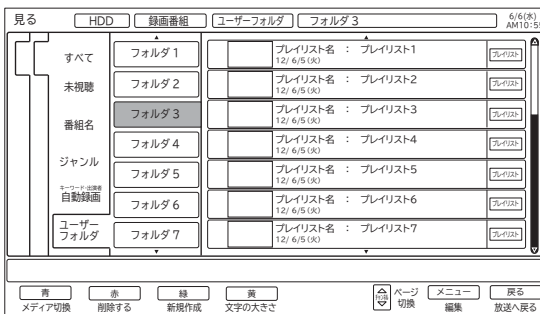 見る HDD 録画番組 ユーザーフォルダ フォルダ 3 6/6(水)
AM10:55
すべて
未視聴
番組名
ジャンル
キーワード・出演者
自動録画
ユーザー
フォルダ
フォルダ 1
フォルダ 2
フォルダ 3
フォルダ 4
フォルダ 5
フォルダ 6
フォルダ 7
プレイリスト名 : プレイリスト1
12/ 6/5 (火)
プレイリスト
プレイリスト名 : プレイリスト2
12/ 6/5 (火)
プレイリスト
プレイリスト名 : プレイリスト3
12/ 6/5 (火)
プレイリスト
プレイリスト名 : プレイリスト4
12/ 6/5 (火)
プレイリスト
プレイリスト名 : プレイリスト5
12/ 6/5 (火)
プレイリスト
プレイリスト名 : プレイリスト6
12/ 6/5 (火)
プレイリスト
プレイリスト名 : プレイリスト7
12/ 6/5 (火)
プレイリスト
青 赤 緑 黄 チャンネル ページ メニュー 戻る
メディア切換 削除する 新規作成 文字の大きさ 切換 編集 放送へ戻る